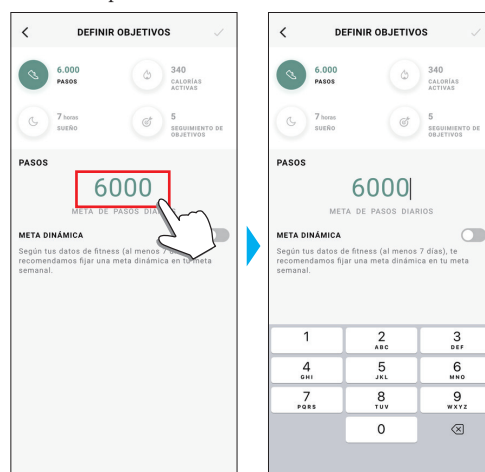 DEFINIR OBJETIVOS
6.000
PASOS
340
CALORÍAS
ACTIVAS
7 horas
SUEÑO
5
SEGUIMIENTO DE
OBJETIVOS
PASOS
6000
META DE PASOS DIA
META DINÁMICA
Según tus datos de fitness (al menos 7
recomendamos fijar una meta dinámica en tu meta
semanal.
DEFINIR OBJETIVOS
6.000
PASOS
340
CALORÍAS
ACTIVAS
7 horas
SUEÑO
5
SEGUIMIENTO DE
OBJETIVOS
PASOS
6000
META DE PASOS DIARIOS
META DINÁMICA
Según tus datos de fitness (al menos 7 días), te
recomendamos fijar una meta dinámica en tu meta
semanal.
1
2
ABC
3
DEF
4
GHI
5
JKL
6
MNO
7
PQRS
8
TUV
9
WXYZ
0